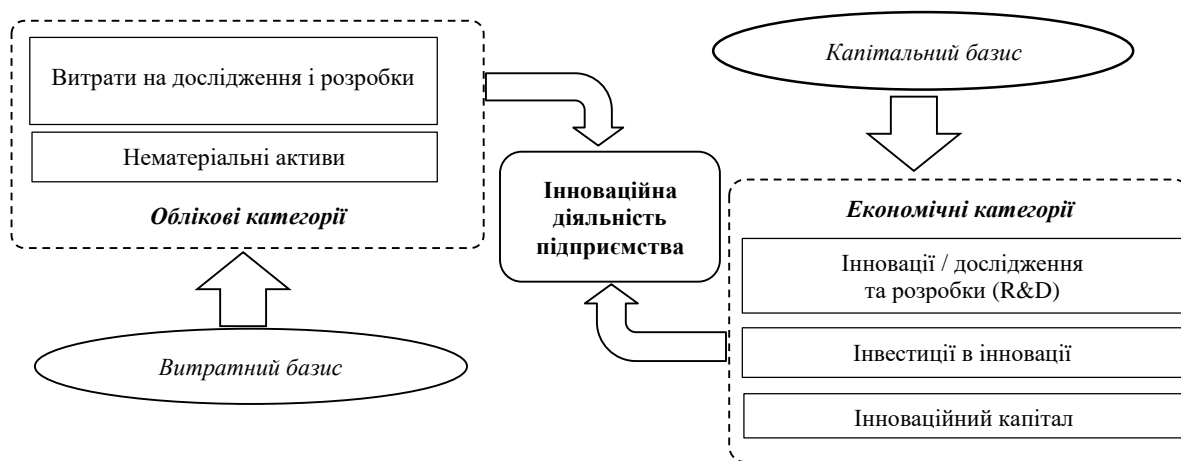 Витрати на дослідження і розробки
Нематеріальні активи
Облікові категорії
Витратний базис
Інноваційна
діяльність
підприємства
Капітальний базис
Економічні категорії
Інновації / дослідження
та розробки (R&D)
Інвестиції в інновації
Інноваційний капітал